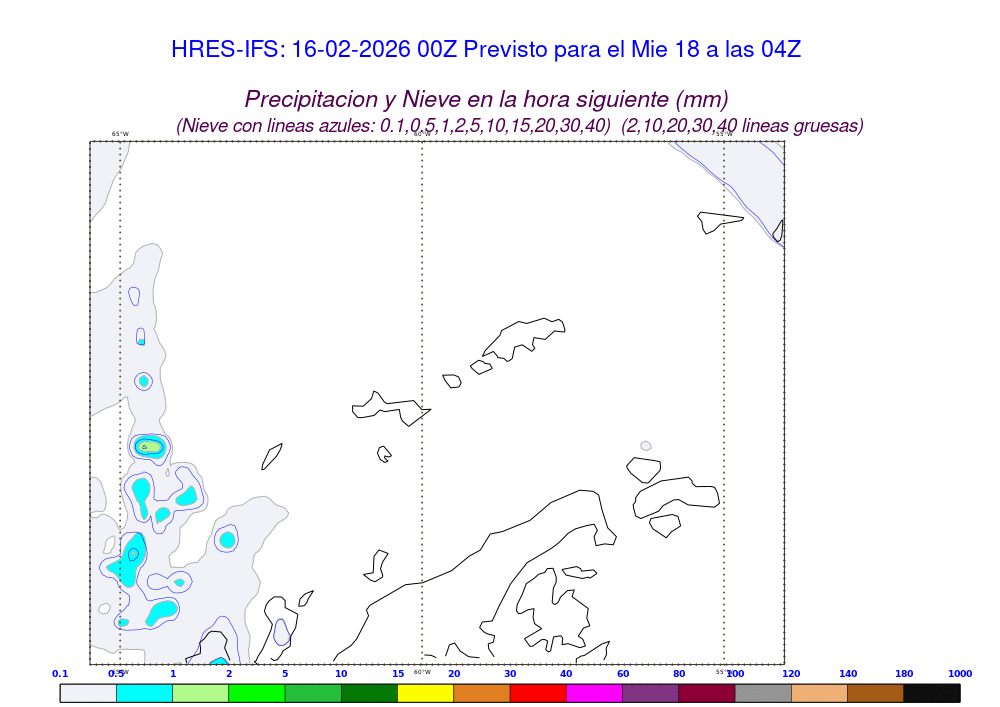 HRES-IFS: 16-02-2026 00Z Previsto para el Mie 18 a las 04Z
Precipitacion y Nieve en la hora siguiente (mm)
(Nieve con lineas azules: 0.1,0.5,1,2,5,10,15,20,30,40)  (2,10,20,30,40 lineas gruesas)
65°W 60°W 55°W
65°W 60°W 55°W
0.1 0.5 1 2 5 10 15 20 30 40 60 80 100 120 140 180 1000